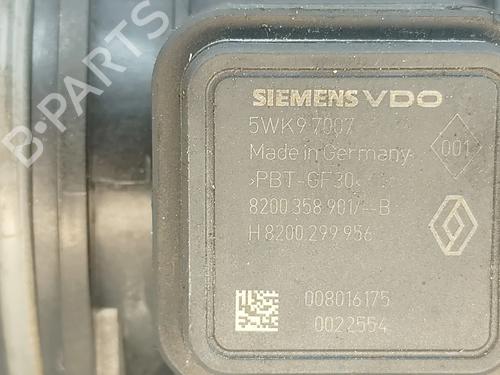 B-PARTS
SIEMENS VDO
5WK9 7007
Made in Germany
001
>PBT-GF30<
8200 358 901/--B
H 8200 299 956
008016175
0022554